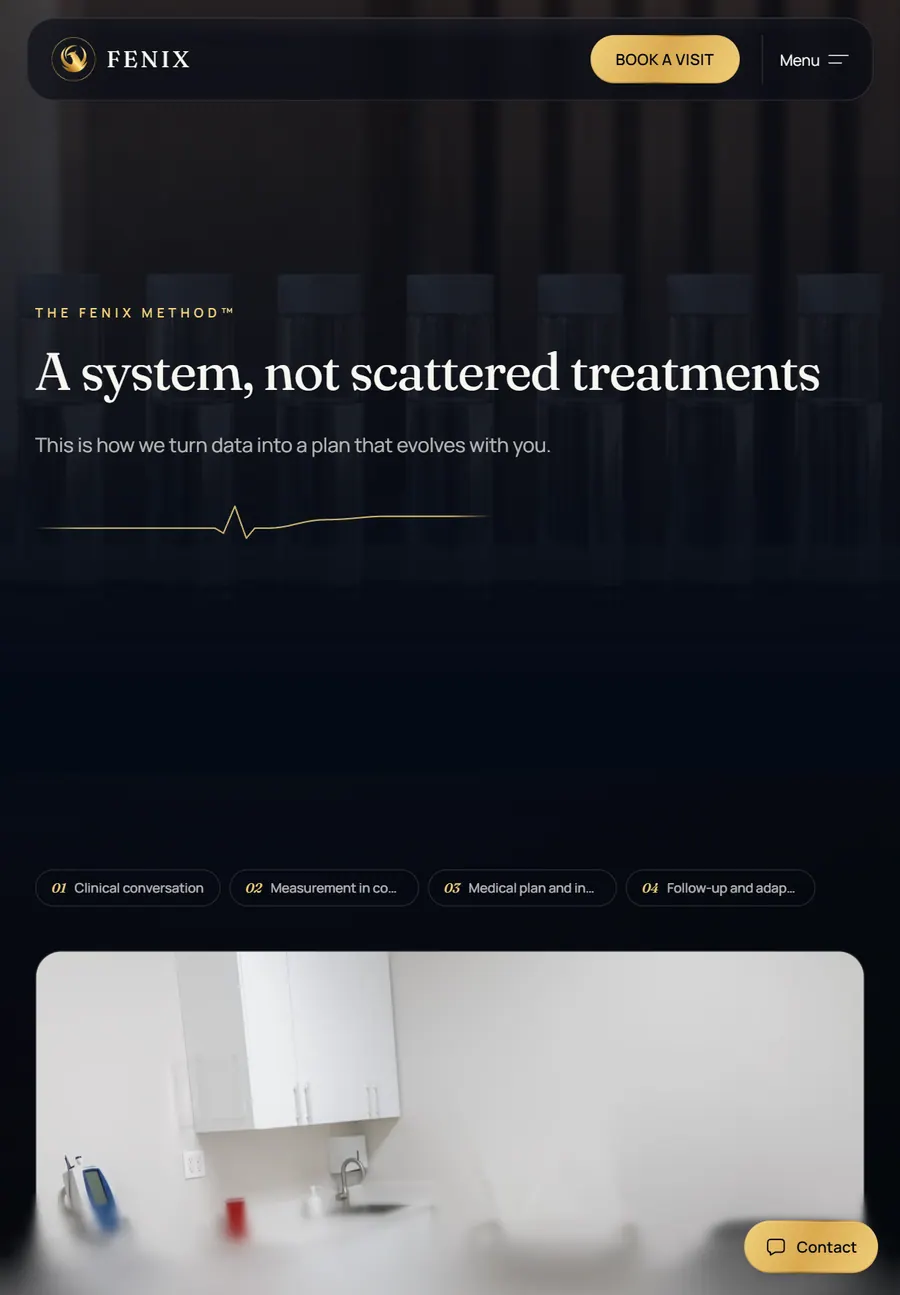 FENIX
BOOK A VISIT
Menu
THE FENIX METHOD™
A system, not scattered treatments
This is how we turn data into a plan that evolves with you.
01 Clinical conversation
02 Measurement in co...
03 Medical plan and in...
04 Follow-up and adap...
Contact